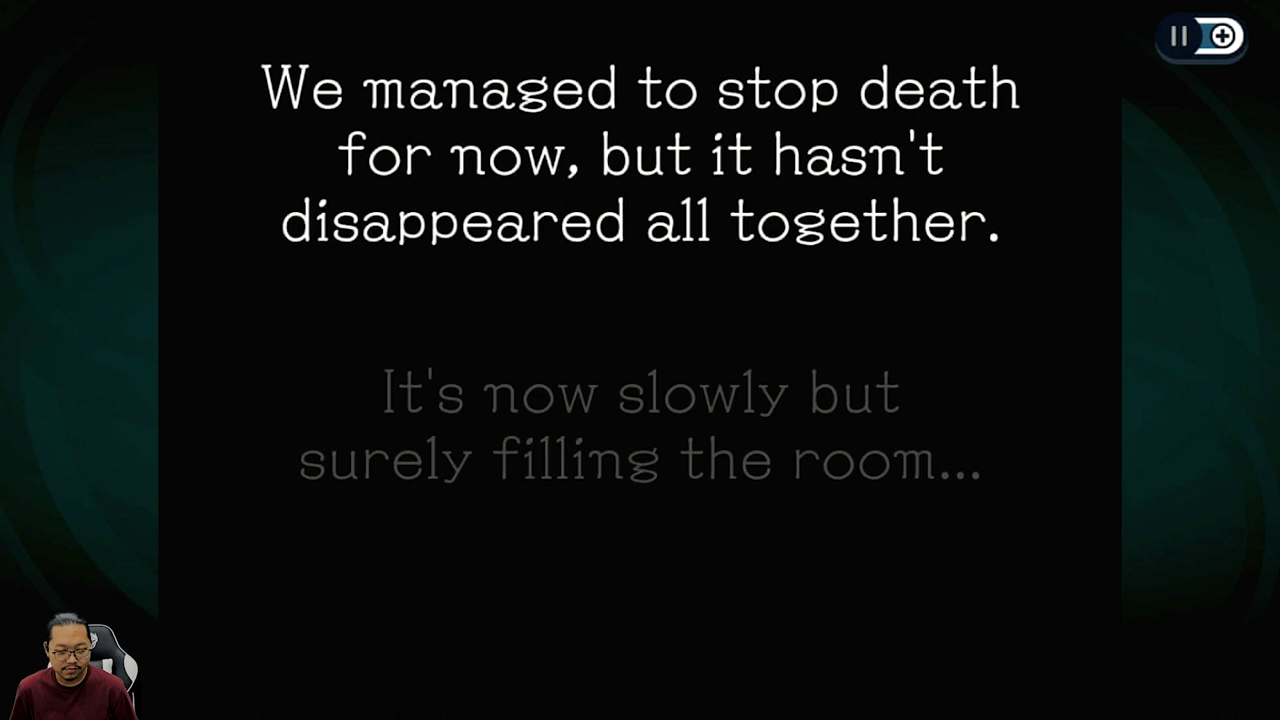 We managed to stop death
for now, but it hasn't
disappeared all together.
It's now slowly but
surely filling the room...